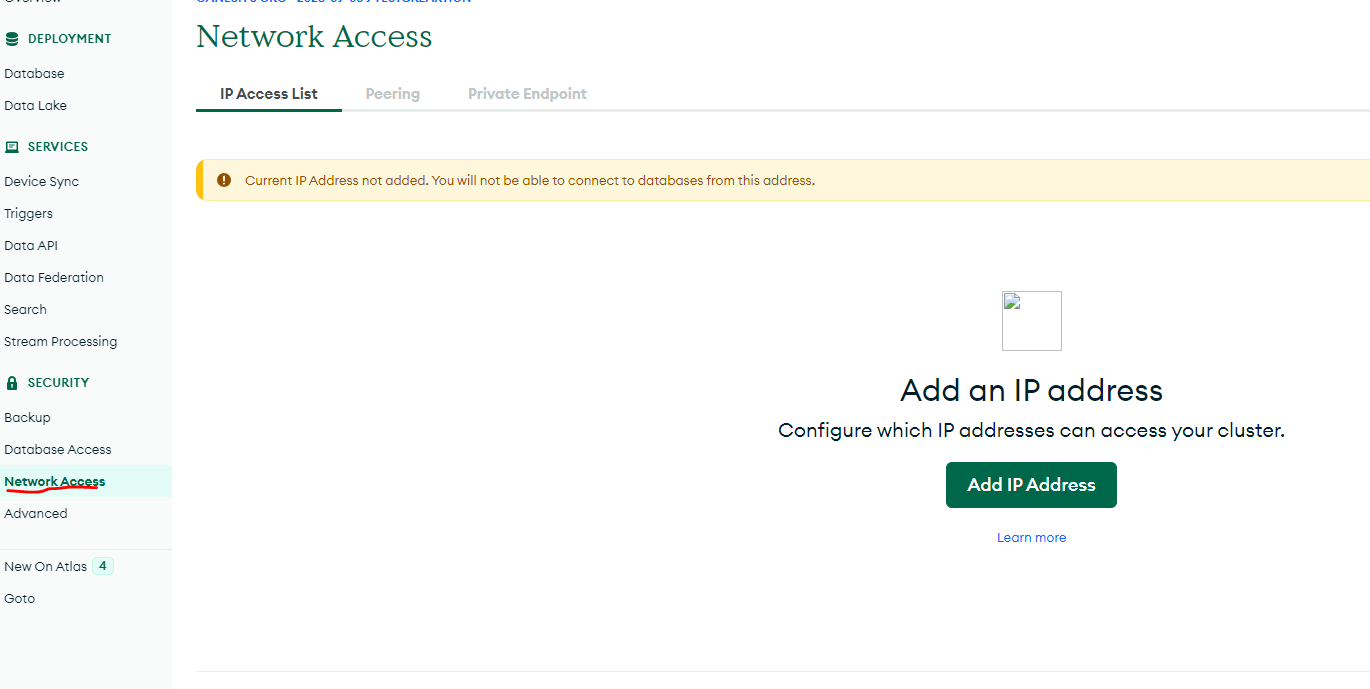 DEPLOYMENT
Database
Data Lake
SERVICES
Device Sync
Triggers
Data API
Data Federation
Search
Stream Processing
SECURITY
Backup
Database Access
Network Access
Advanced
New On Atlas 4
Goto
Network Access
IP Access List Peering Private Endpoint
Current IP Address not added. You will not be able to connect to databases from this address.
Add an IP address
Configure which IP addresses can access your cluster.
Add IP Address
Learn more